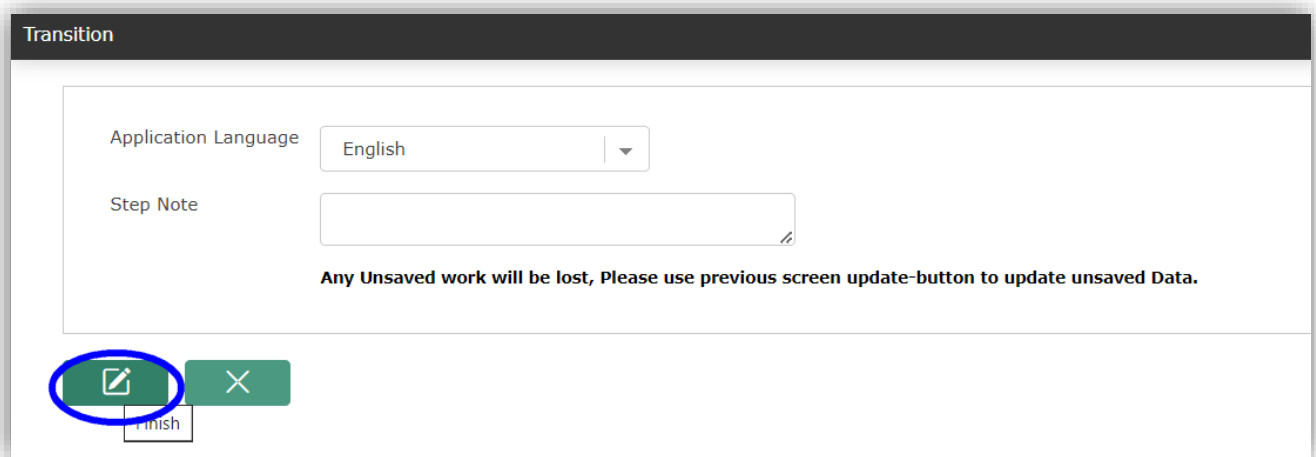 Transition
Application Language
English
Step Note
Any Unsaved work will be lost, Please use previous screen update-button to update unsaved Data.
Finish